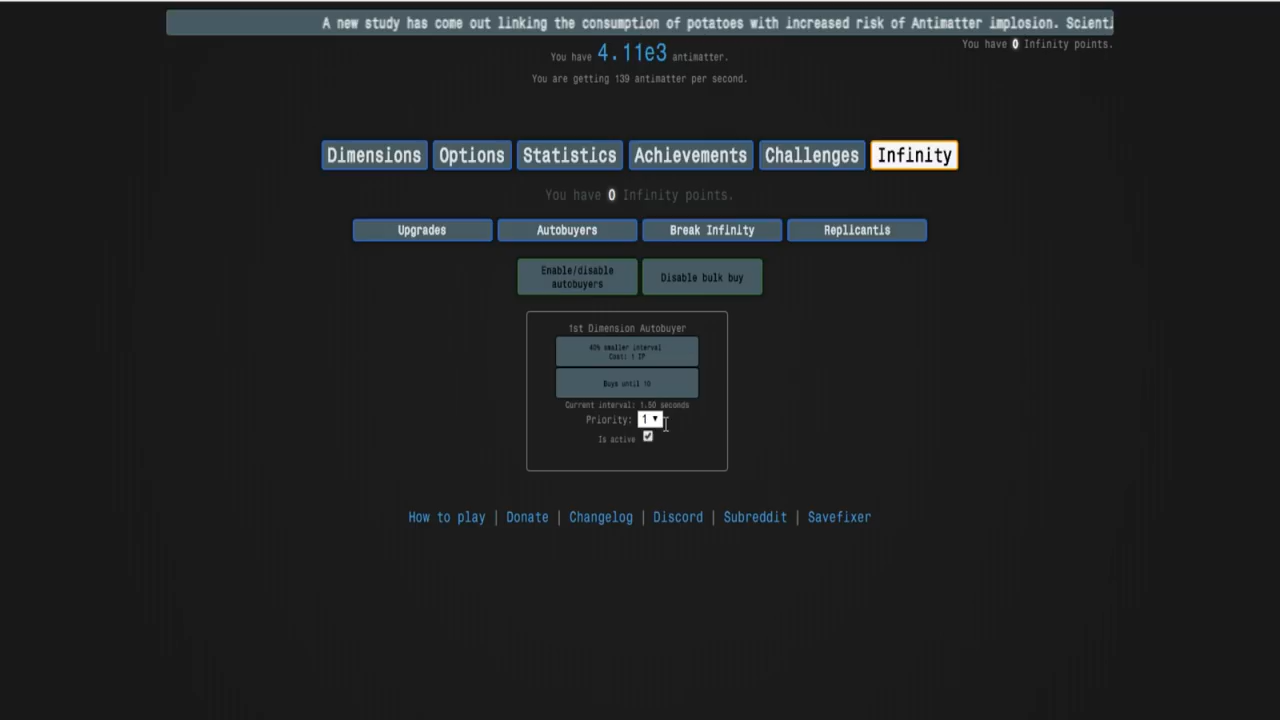 A new study has come out linking the consumption of potatoes with increased risk of Antimatter implosion. Scienti
You have 0 Infinity points.
You have 4.11e3 antimatter.
You are getting 139 antimatter per second.
Dimensions Options Statistics Achievements Challenges Infinity
You have 0 Infinity points.
Upgrades Autobuyers Break Infinity Replicantis
Enable/disable
autobuyers
Disable bulk buy
1st Dimension Autobuyer
40% smaller interval
Cost: 1 IP
Buys until 10
Current interval: 1.50 seconds
Priority: 1
Is active
How to play | Donate | Changelog | Discord | Subreddit | Savefixer